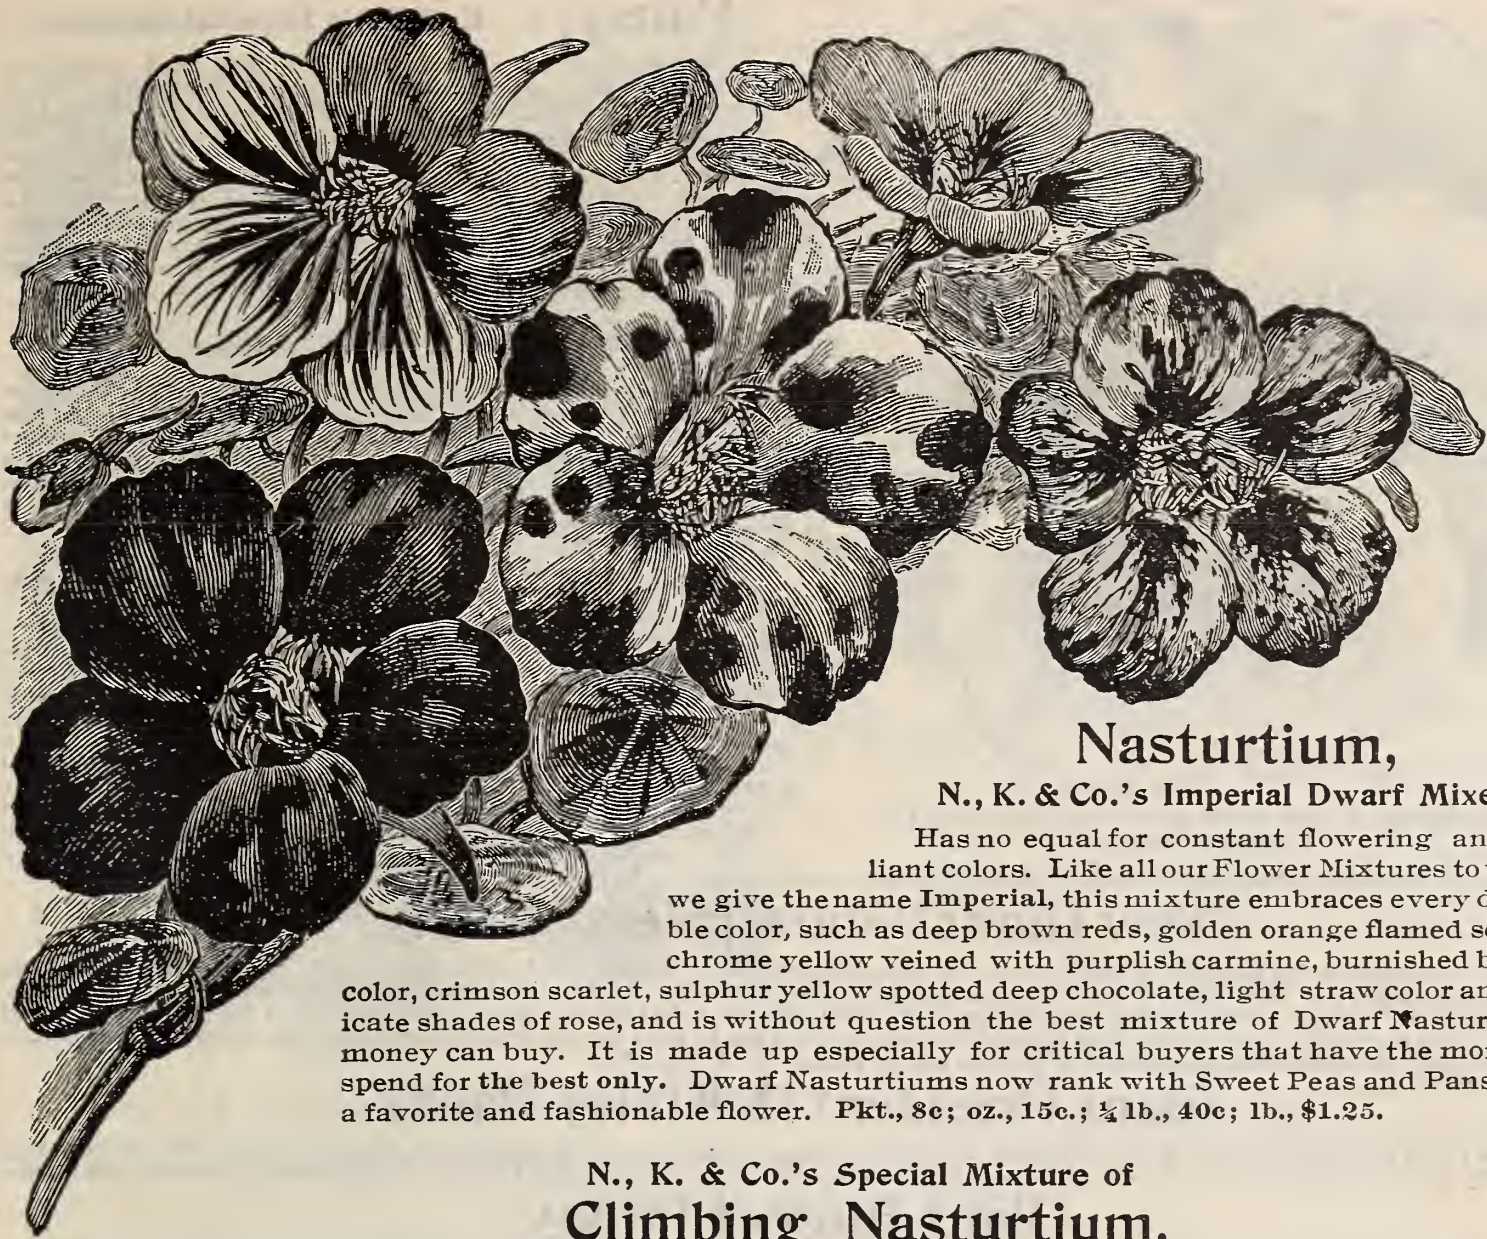 Nasturtium,
N., K. & Co.'s Imperial Dwarf Mixe
Has no equal for constant flowering an
liant colors. Like all our Flower Mixtures to
we give the name Imperial, this mixture embraces every d
ble color, such as deep brown reds, golden orange flamed s
chrome yellow veined with purplish carmine, burnished b
color, crimson scarlet, sulphur yellow spotted deep chocolate, light straw color an
icate shades of rose, and is without question the best mixture of Dwarf Nastur
money can buy. It is made up especially for critical buyers that have the mo
spend for the best only. Dwarf Nasturtiums now rank with Sweet Peas and Pans
a favorite and fashionable flower. Pkt., 8c; oz., 15c.; ¼ lb., 40c; lb., $1.25.
N., K. & Co.'s Special Mixture of
Climbing Nasturtium.